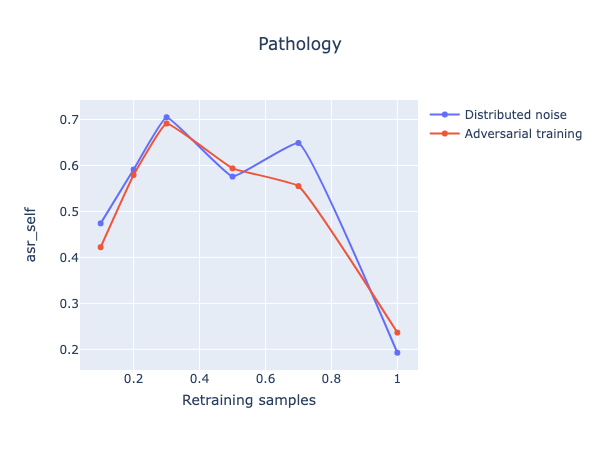 Pathology
Distributed noise
Adversarial training
asr_self
0.7
0.6
0.5
0.4
0.3
0.2
0.2
0.4
0.6
0.8
1
Retraining samples